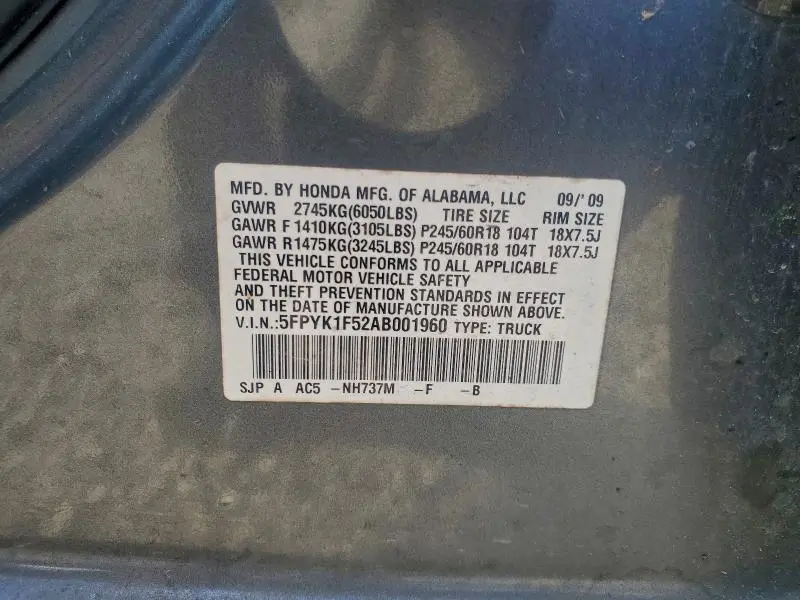 MFD. BY HONDA MFG. OF ALABAMA, LLC 09/'09
GVWR 2745KG(6050LBS) TIRE SIZE RIM SIZE
GAWR F 1410KG(3105LBS) P245/60R18 104T 18X7.5J
GAWR R1475KG(3245LBS) P245/60R18 104T 18X7.5J
THIS VEHICLE CONFORMS TO ALL APPLICABLE
FEDERAL MOTOR VEHICLE SAFETY
AND THEFT PREVENTION STANDARDS IN EFFECT
ON THE DATE OF MANUFACTURE SHOWN ABOVE.
V.I.N.:5FPYK1F52AB001960 TYPE: TRUCK
SJP A AC5 -NH737M -F -B